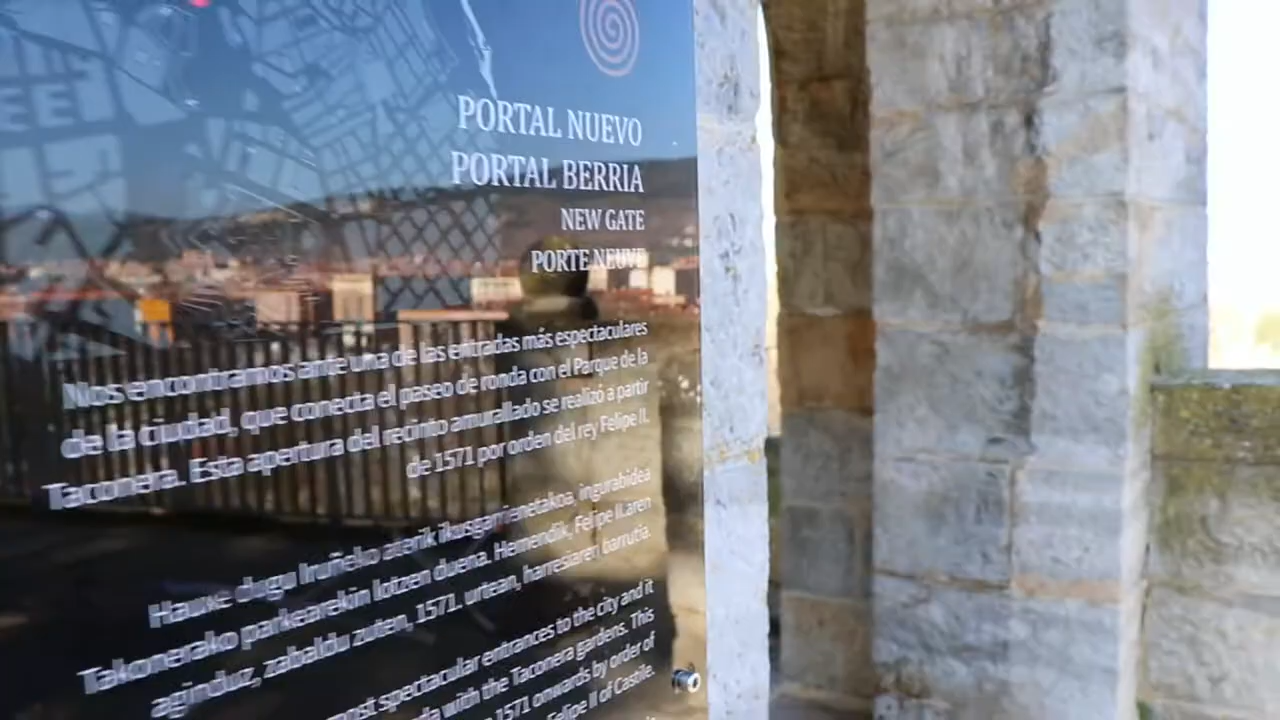 PORTAL NUEVO
PORTAL BERRIA
NEW GATE
PORTE NEUVE
Nos encontramos ante una de las entradas más espectaculares
de la ciudad, que conecta el paseo de ronda con el Parque de la
Taconera. Esta apertura del recinto amurallado se realizó a partir
de 1571 por orden del rey Felipe II.
Hauxe dugu Iruñeko aterik ikusgarrienetakoa, ingurabidea
Takonerako parkearekin lotzen duena. Hemendik, Felipe II.aren
aginduz, zabaldu zuten, 1571. urtean, harresiaren barrutia.
most spectacular entrances to the city and it
with the Taconera gardens. This
1571 onwards by order of
Felipe II of Castile.